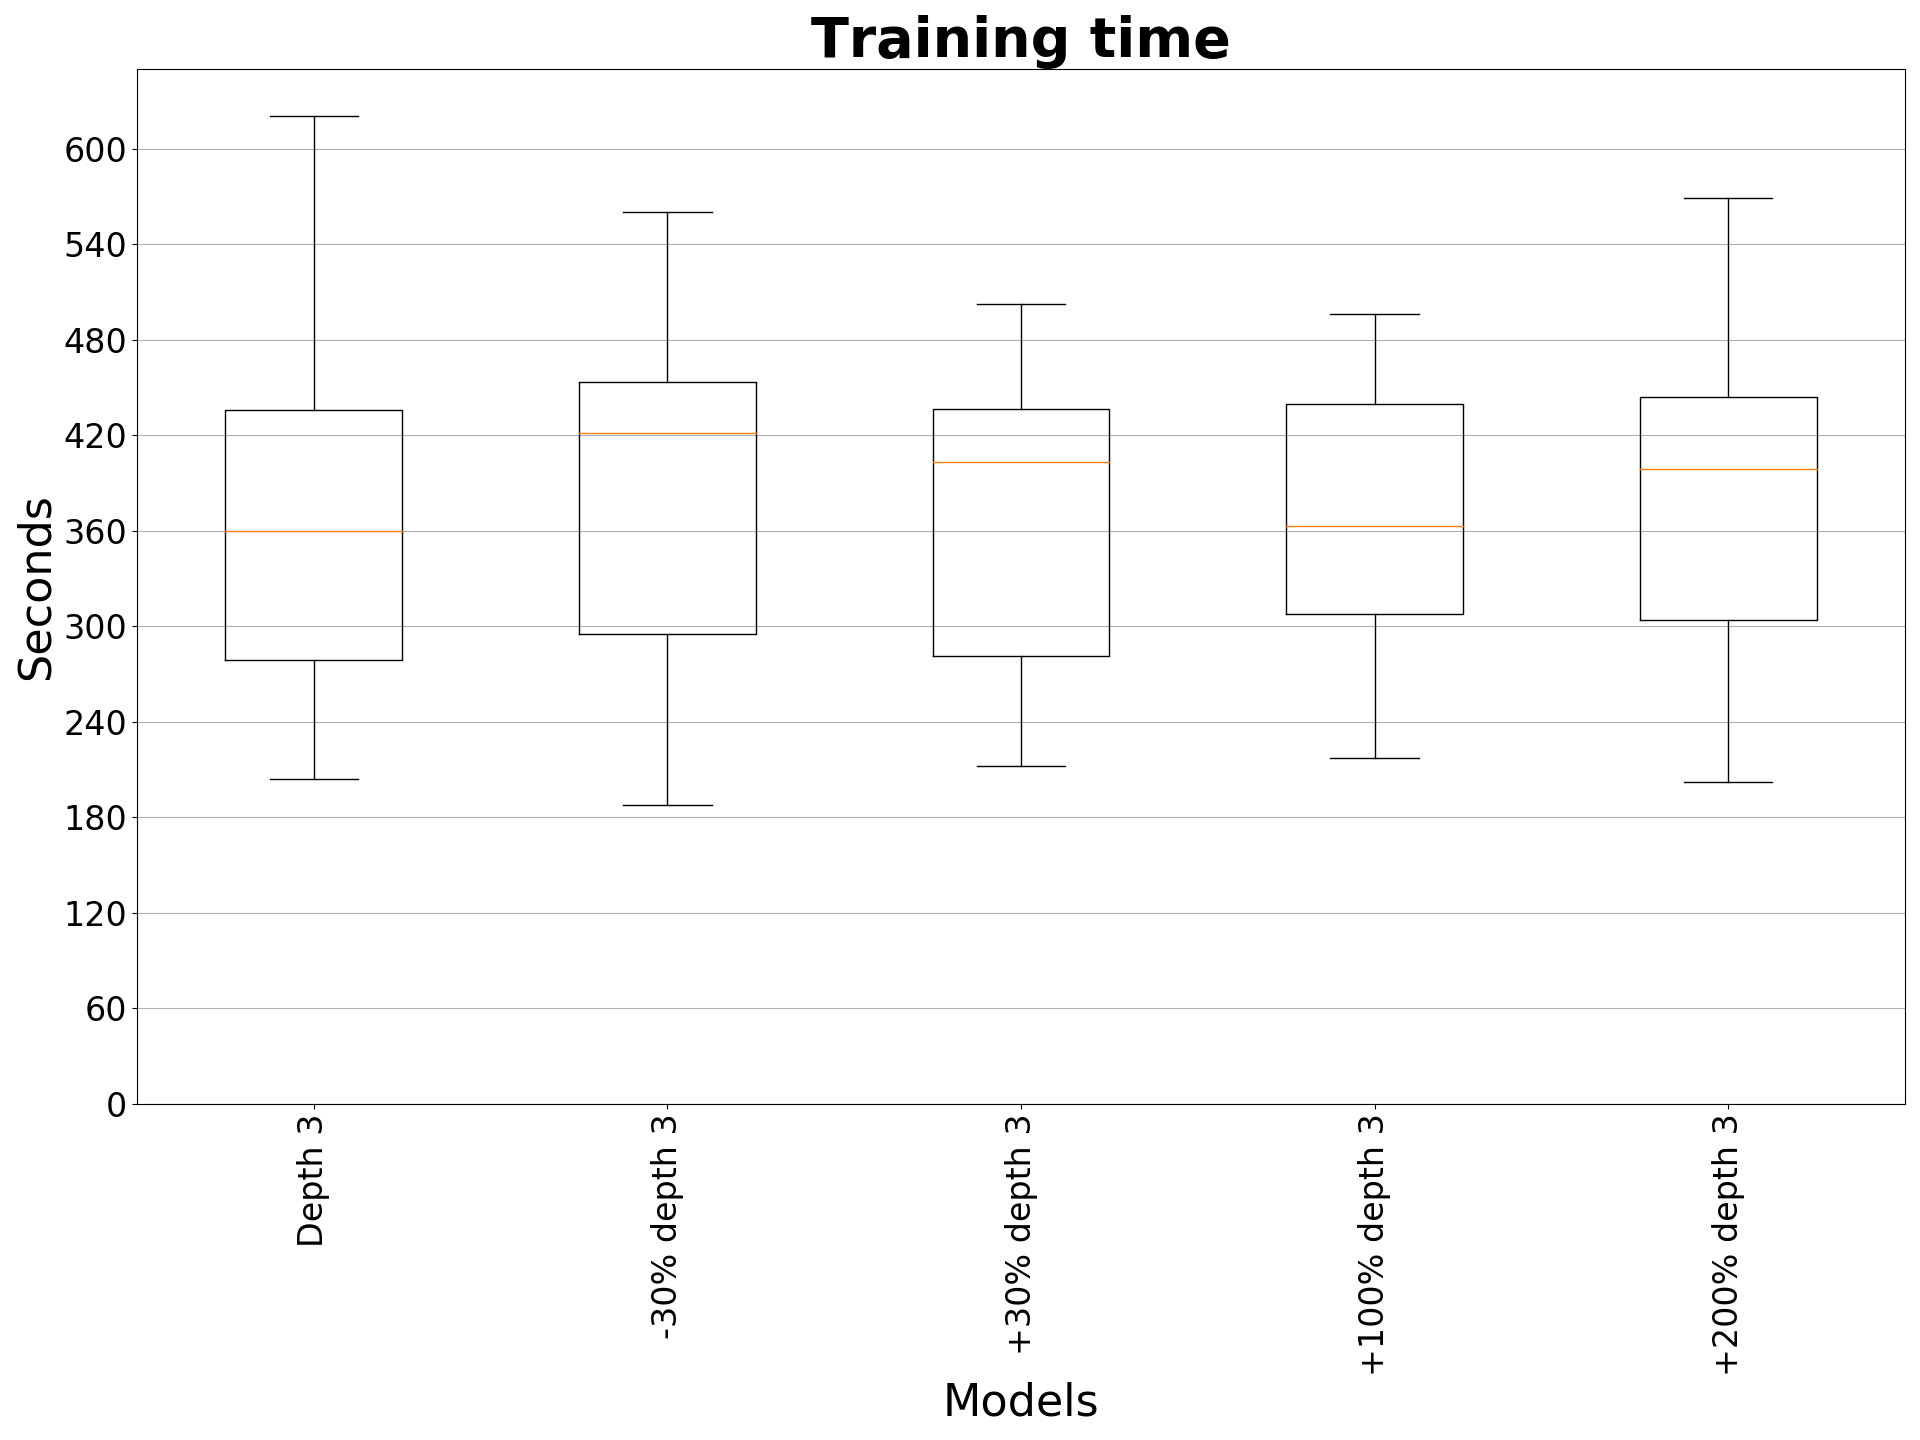 Training time
Seconds
600
540
480
420
360
300
240
180
120
60
0
Depth 3
-30% depth 3
+30% depth 3
+100% depth 3
+200% depth 3
Models